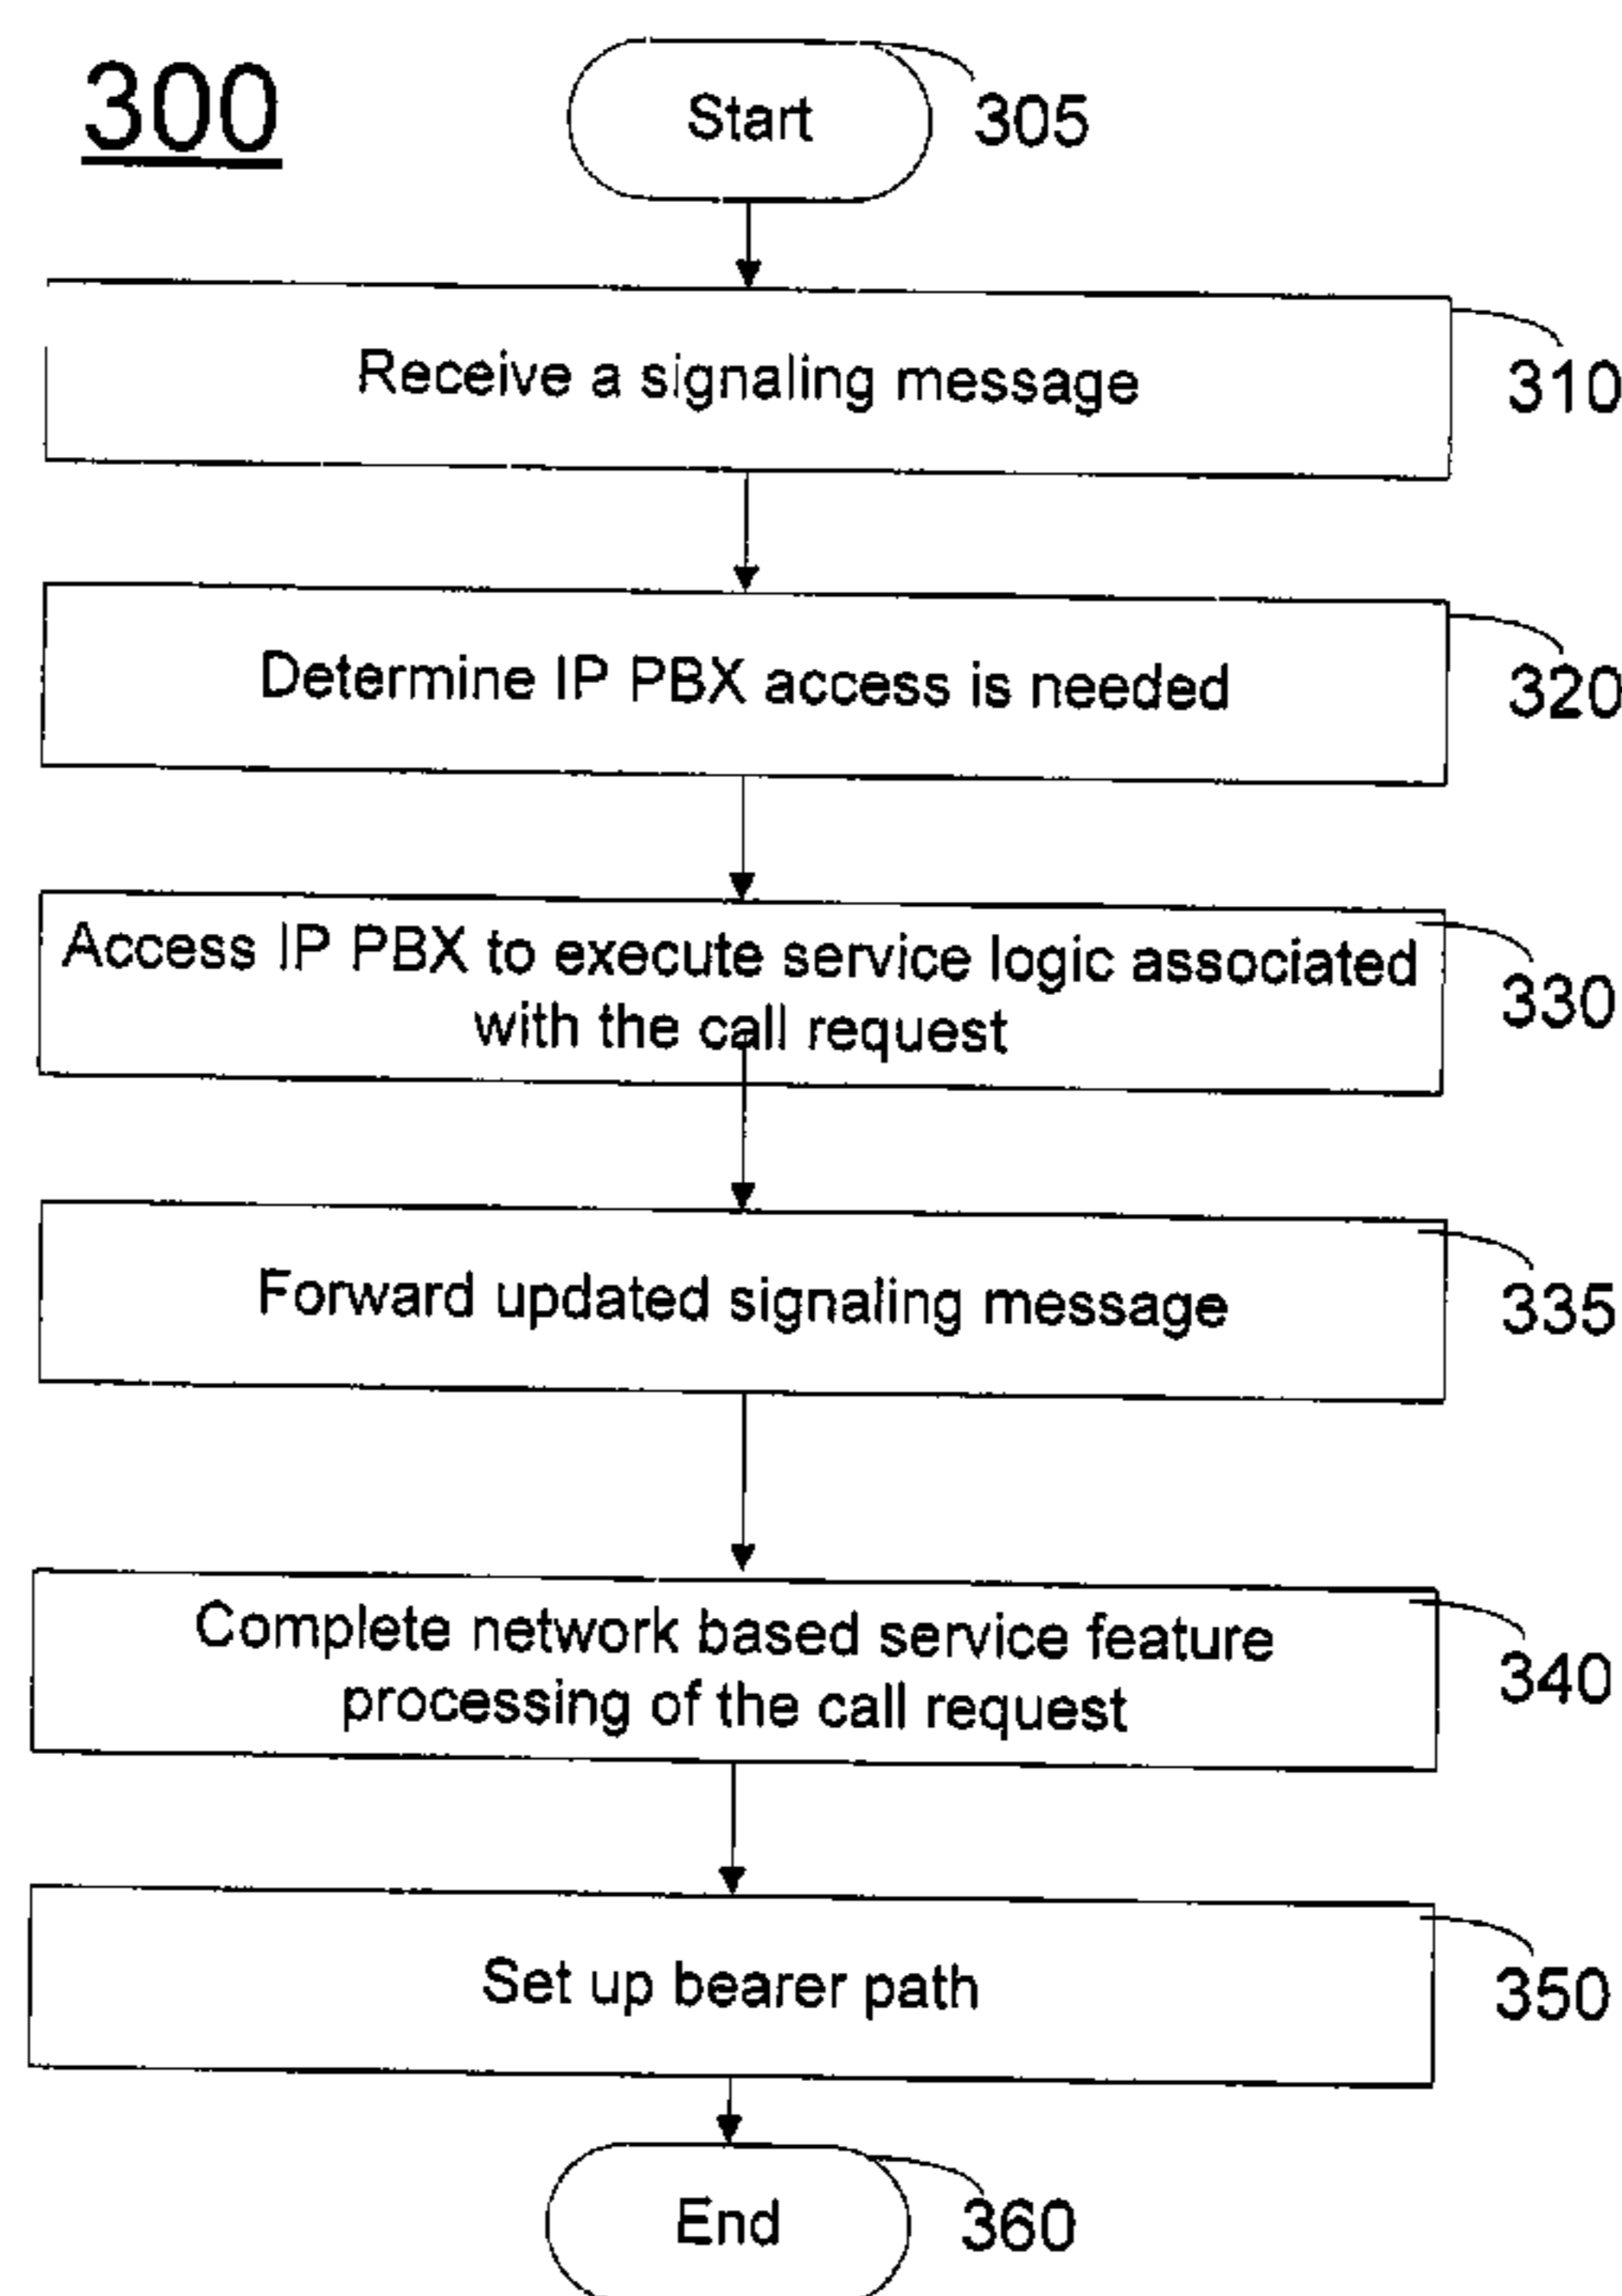 300
Start
305
Receive a signaling message
310
Determine IP PBX access is needed
320
Access IP PBX to execute service logic associated
with the call request
330
Forward updated signaling message
335
Complete network based service feature
processing of the call request
340
Set up bearer path
350
End
360